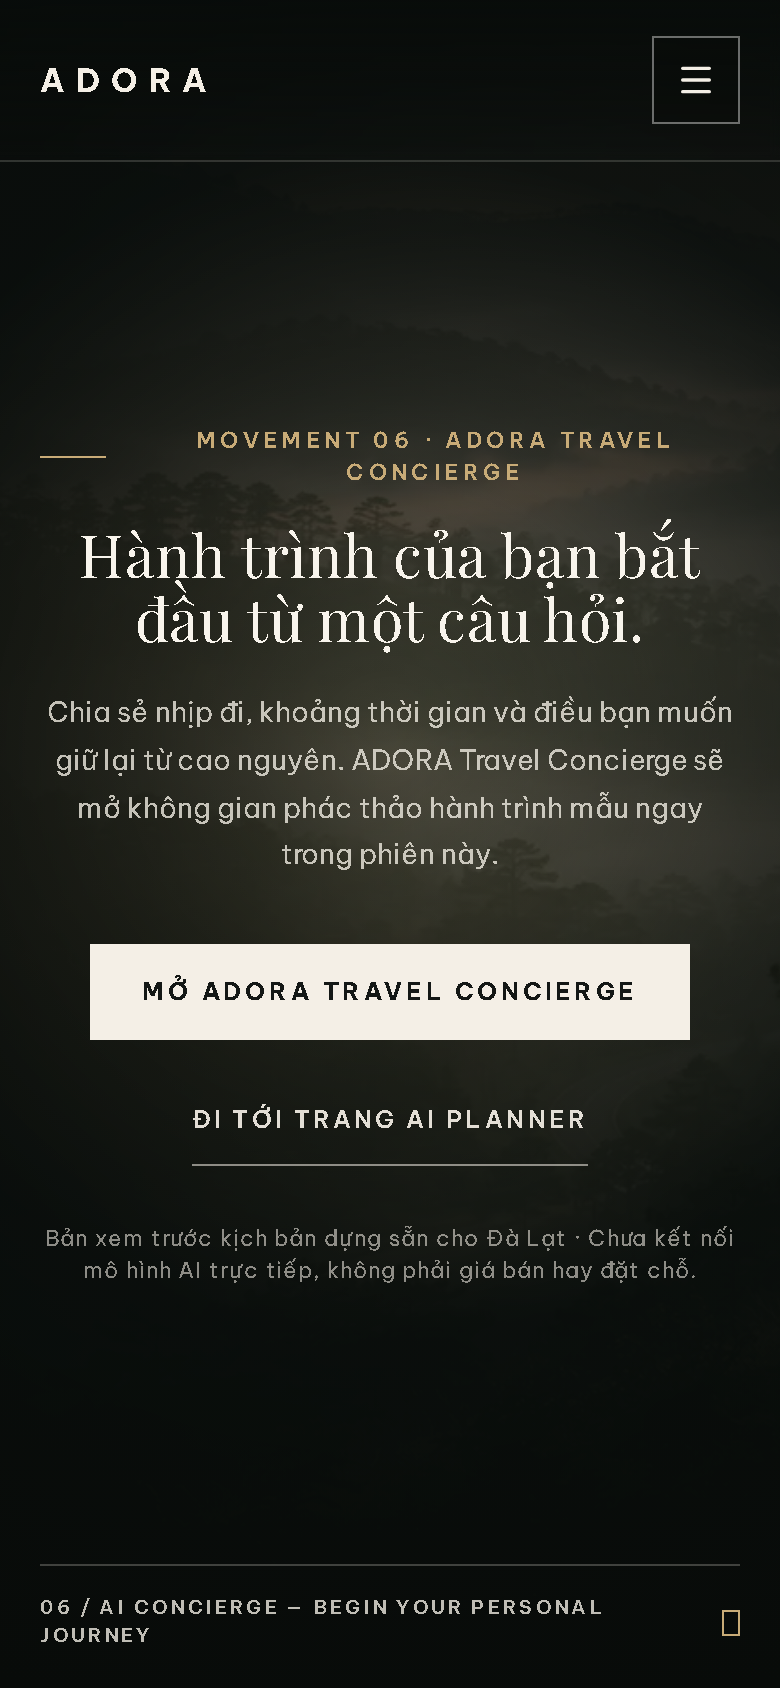 ADORA
MOVEMENT 06 · ADORA TRAVEL
CONCIERGE
Hành trình của bạn bắt
đầu từ một câu hỏi.
Chia sẻ nhịp đi, khoảng thời gian và điều bạn muốn
giữ lại từ cao nguyên. ADORA Travel Concierge sẽ
mở không gian phác thảo hành trình mẫu ngay
trong phiên này.
MỞ ADORA TRAVEL CONCIERGE
ĐI TỚI TRANG AI PLANNER
Bản xem trước kịch bản dựng sẵn cho Đà Lạt · Chưa kết nối
mô hình AI trực tiếp, không phải giá bán hay đặt chỗ.
06 / AI CONCIERGE — BEGIN YOUR PERSONAL
JOURNEY